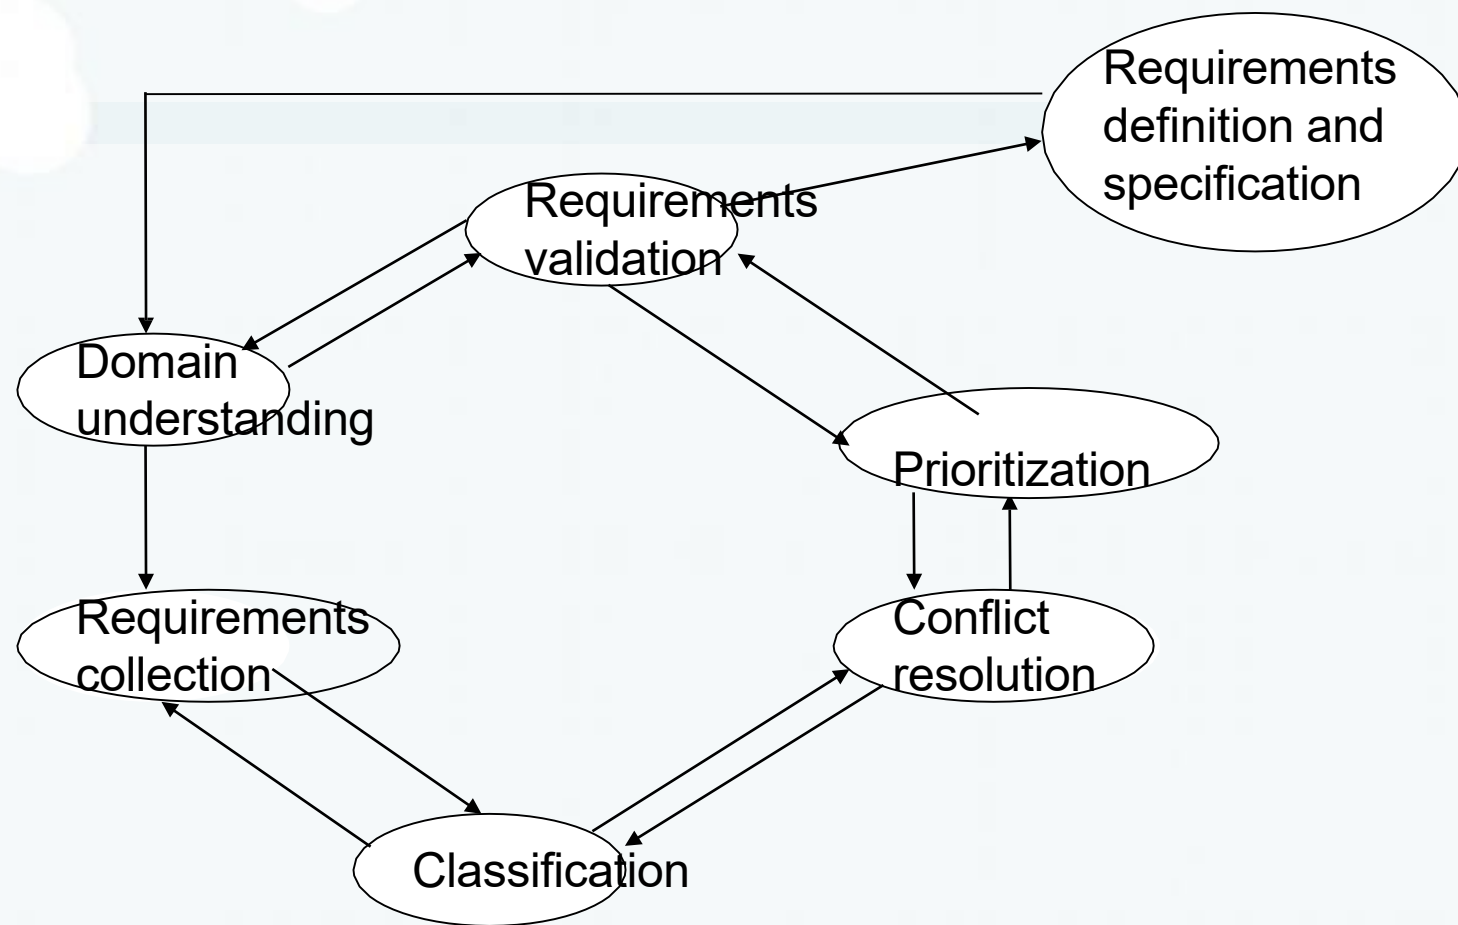 Requirements
definition and
specification
Requirements
validation
Domain
understanding
Prioritization
Requirements
collection
Conflict
resolution
Classification